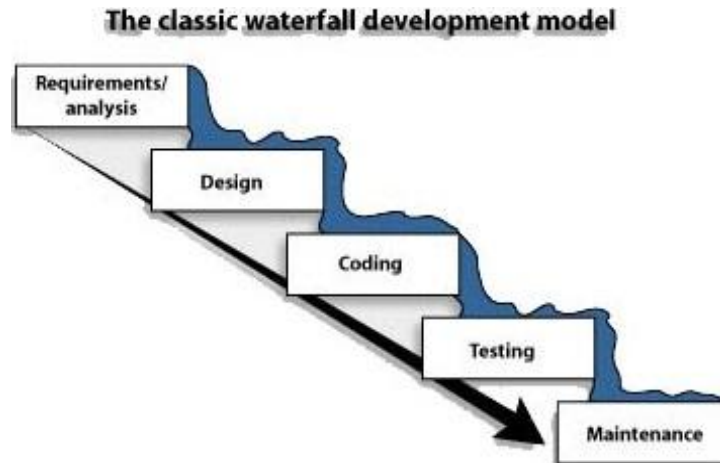 The classic waterfall development model
Requirements/
analysis
Design
Coding
Testing
Maintenance